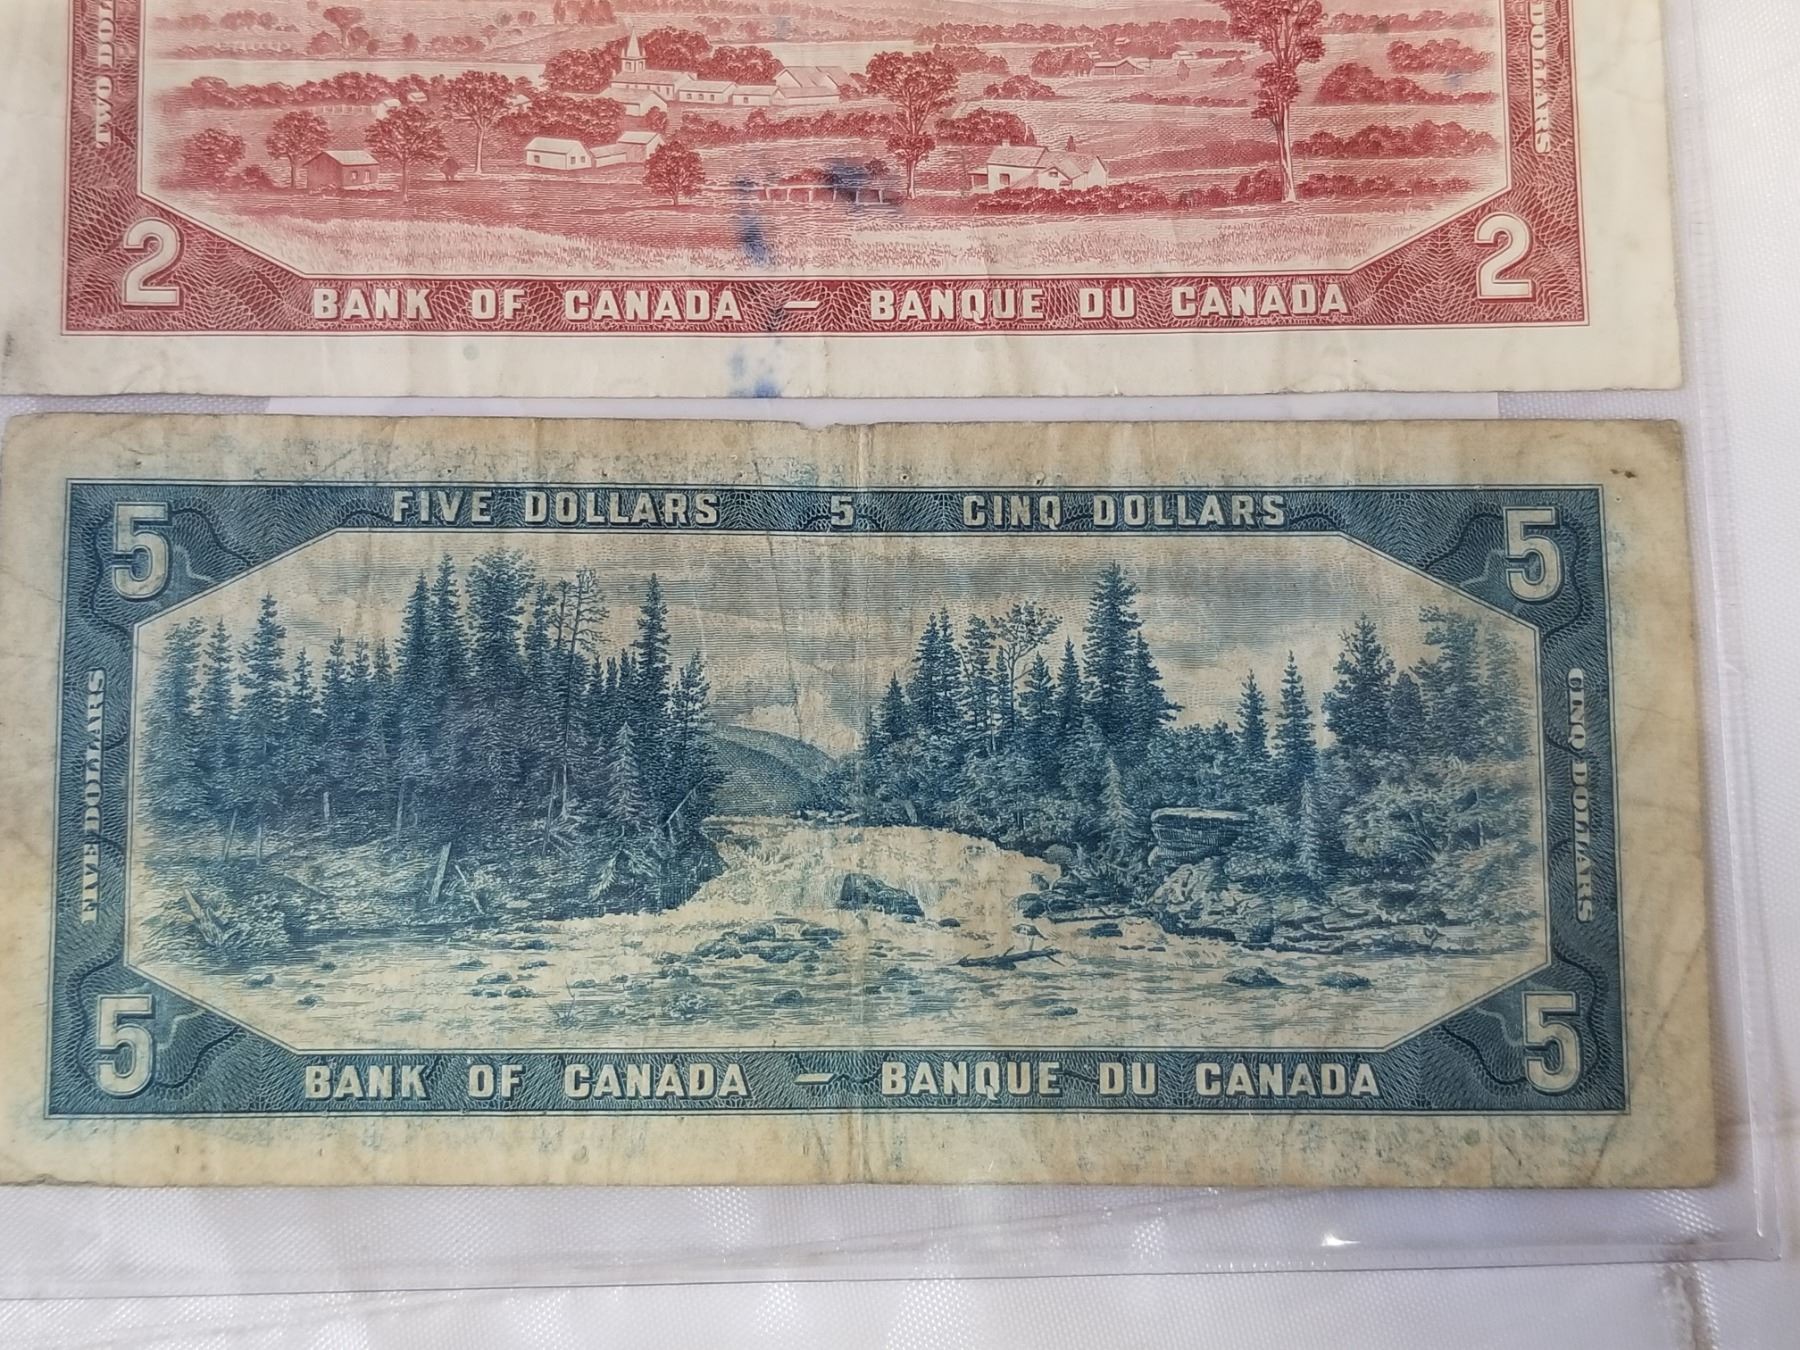 TWO DOL
DOLLARS
2
2
BANK OF CANADA — BANQUE DU CANADA
5
FIVE DOLLARS 5 CINQ DOLLARS
5
FIVE DOLLARS
CINQ DOLLARS
5
BANK OF CANADA — BANQUE DU CANADA
5